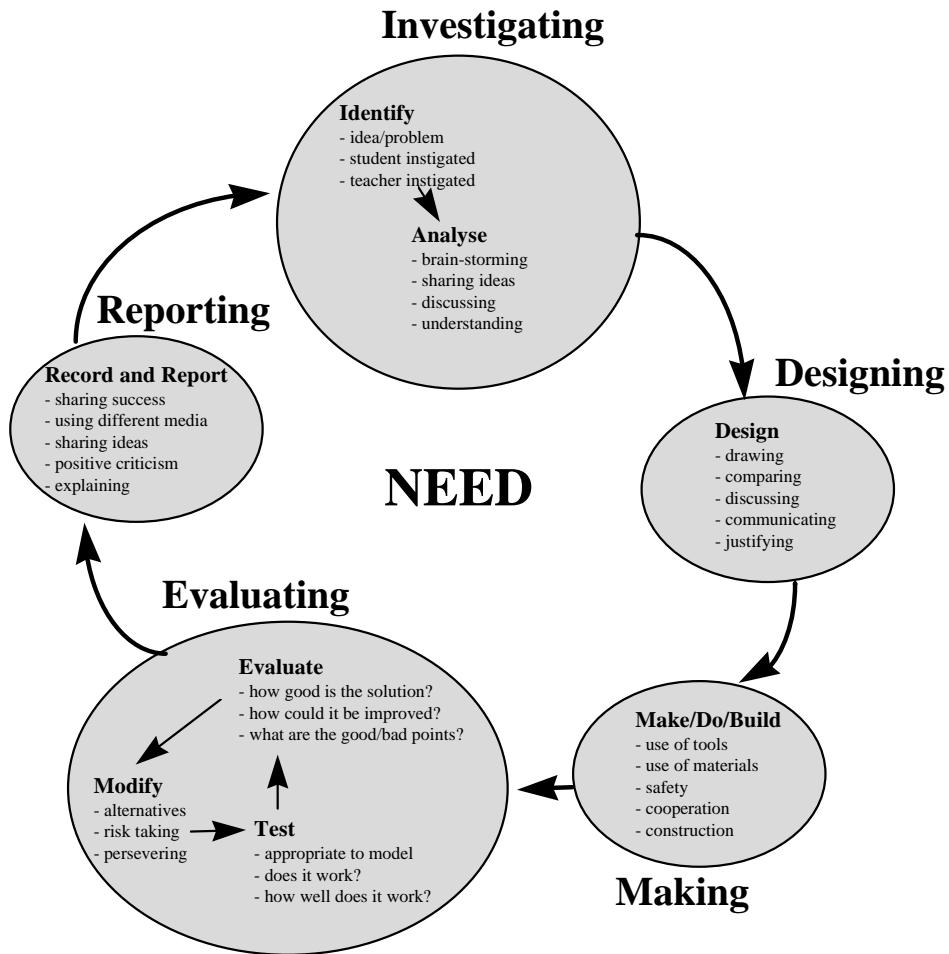 Investigating
Identify
- idea/problem
- student instigated
- teacher instigated
Analyse
- brain-storming
- sharing ideas
- discussing
- understanding
Designing
Design
- drawing
- comparing
- discussing
- communicating
- justifying
Make/Do/Build
- use of tools
- use of materials
- safety
- cooperation
- construction
Making
Evaluating
Evaluate
- how good is the solution?
- how could it be improved?
- what are the good/bad points?
Modify
- alternatives
- risk taking
- persevering
Test
- appropriate to model
- does it work?
- how well does it work?
Reporting
Record and Report
- sharing success
- using different media
- sharing ideas
- positive criticism
- explaining
NEED